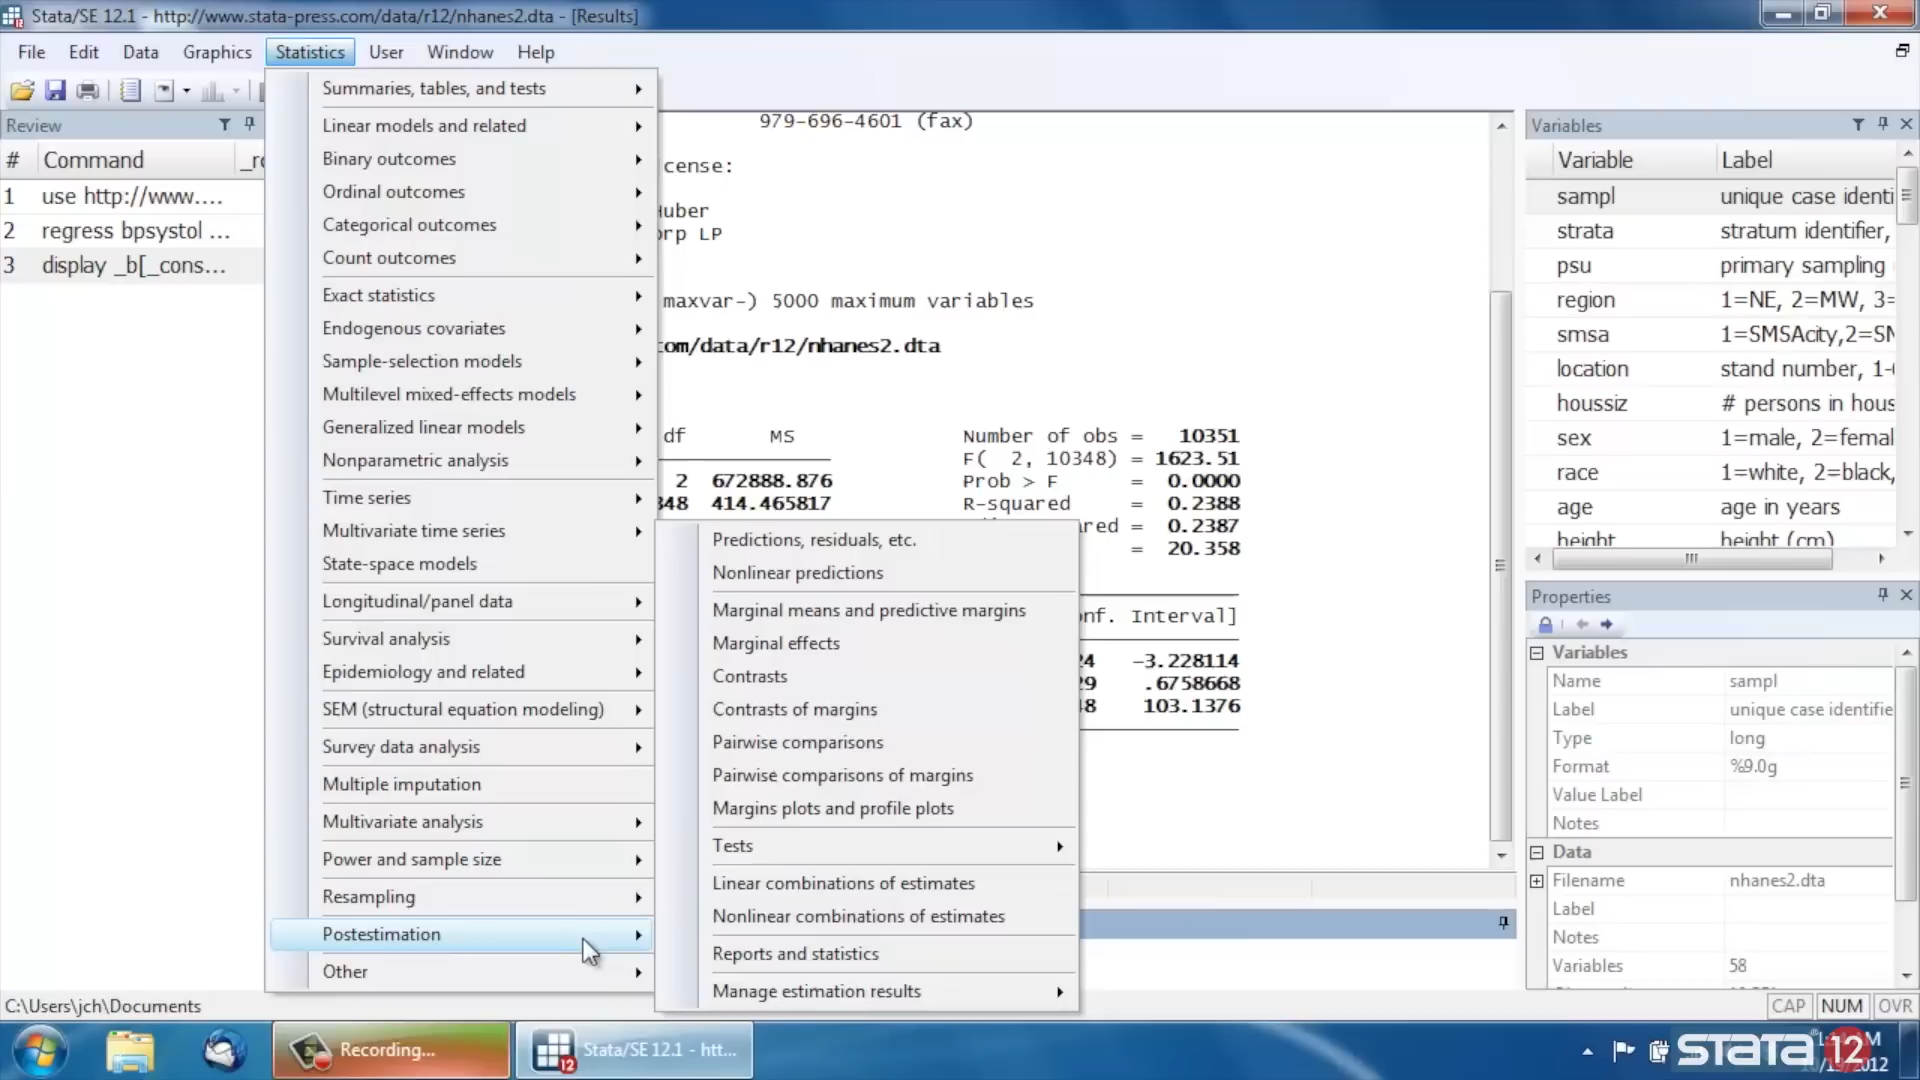 Stata/SE 12.1 - http://www.stata-press.com/data/r12/nhanes2.dta - [Results]
File Edit Data Graphics Statistics User Window Help
Review
# Command
1 use http://www....
2 regress bpsystol ...
3 display _b[_cons...
Summaries, tables, and tests
Linear models and related
Binary outcomes
Ordinal outcomes
Categorical outcomes
Count outcomes
Exact statistics
Endogenous covariates
Sample-selection models
Multilevel mixed-effects models
Generalized linear models
Nonparametric analysis
Time series
Multivariate time series
State-space models
Longitudinal/panel data
Survival analysis
Epidemiology and related
SEM (structural equation modeling)
Survey data analysis
Multiple imputation
Multivariate analysis
Power and sample size
Resampling
Postestimation
Other
Predictions, residuals, etc.
Nonlinear predictions
Marginal means and predictive margins
Marginal effects
Contrasts
Contrasts of margins
Pairwise comparisons
Pairwise comparisons of margins
Margins plots and profile plots
Tests
Linear combinations of estimates
Nonlinear combinations of estimates
Reports and statistics
Manage estimation results
979-696-4601 (fax)
cense:
Huber
orp LP
maxvar-) 5000 maximum variables
com/data/r12/nhanes2.dta
df MS Number of obs = 10351
F( 2, 10348) = 1623.51
2 672888.876 Prob > F = 0.0000
348 414.465817 R-squared = 0.2388
ared = 0.2387
= 20.358
onf. Interval]
24 -3.228114
29 .6758668
48 103.1376
Variables
Variable Label
sampl unique case identi
strata stratum identifier,
psu primary sampling
region 1=NE, 2=MW, 3=
smsa 1=SMSAcity,2=SM
location stand number, 1-
houssiz # persons in hous
sex 1=male, 2=femal
race 1=white, 2=black,
age age in years
height height (cm)
Properties
Variables
Name sampl
Label unique case identifie
Type long
Format %9.0g
Value Label
Notes
Data
Filename nhanes2.dta
Label
Notes
Variables 58
C:\Users\jch\Documents
CAP NUM OVR
Recording...
Stata/SE 12.1 - htt...
STATA 12